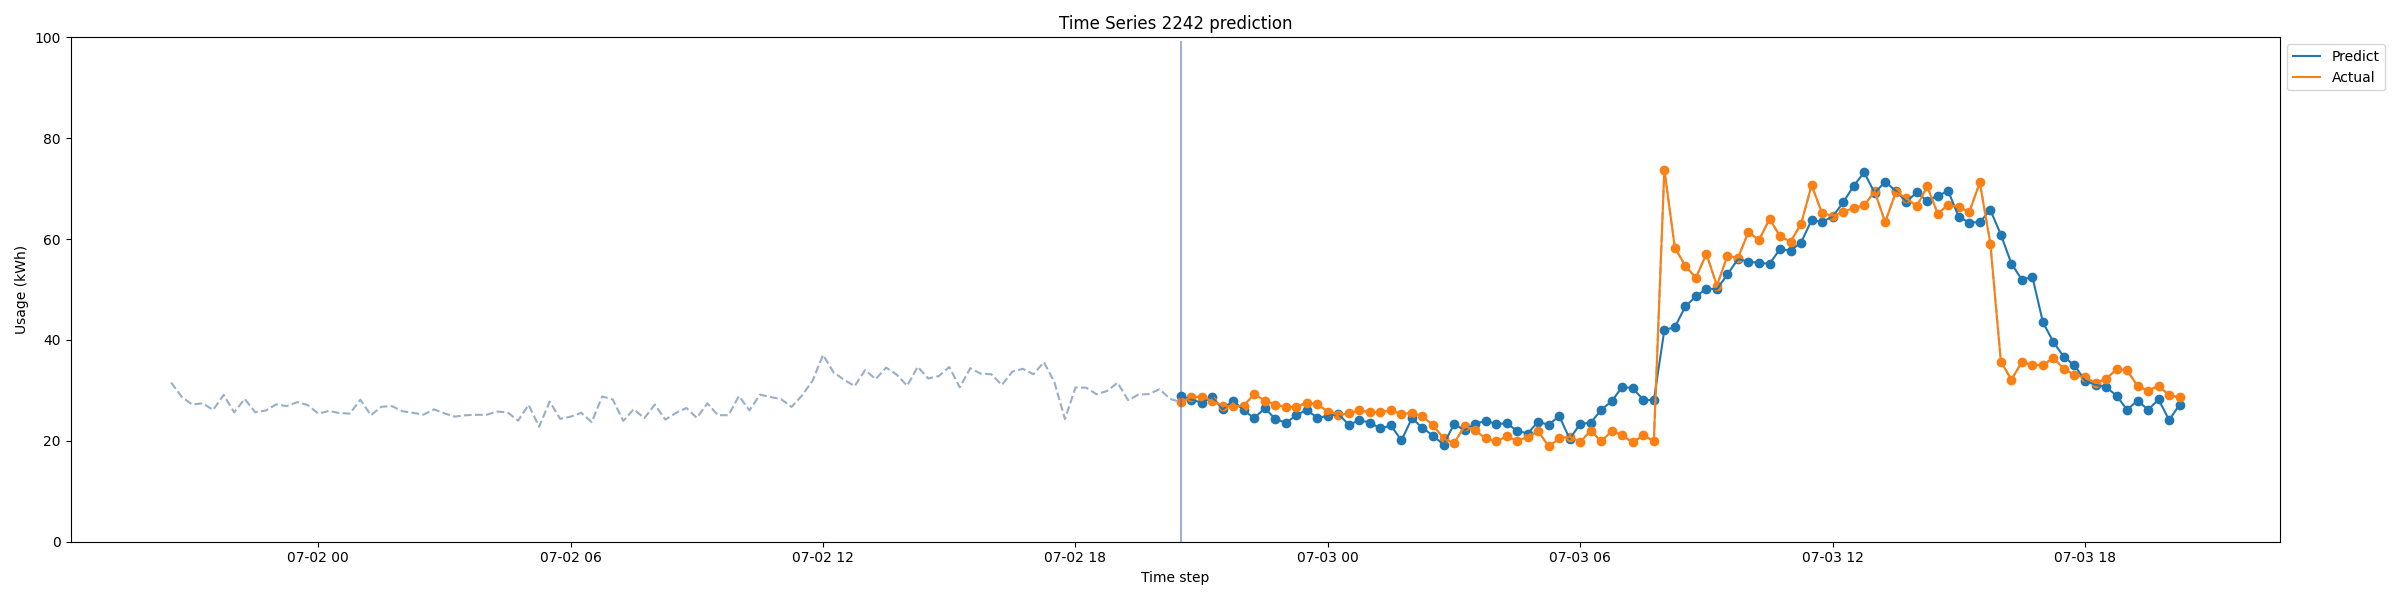 Time Series 2242 prediction
100
80
60
40
20
0
Usage (kWh)
07-02 00
07-02 06
07-02 12
07-02 18
07-03 00
07-03 06
07-03 12
07-03 18
Time step
Predict
Actual